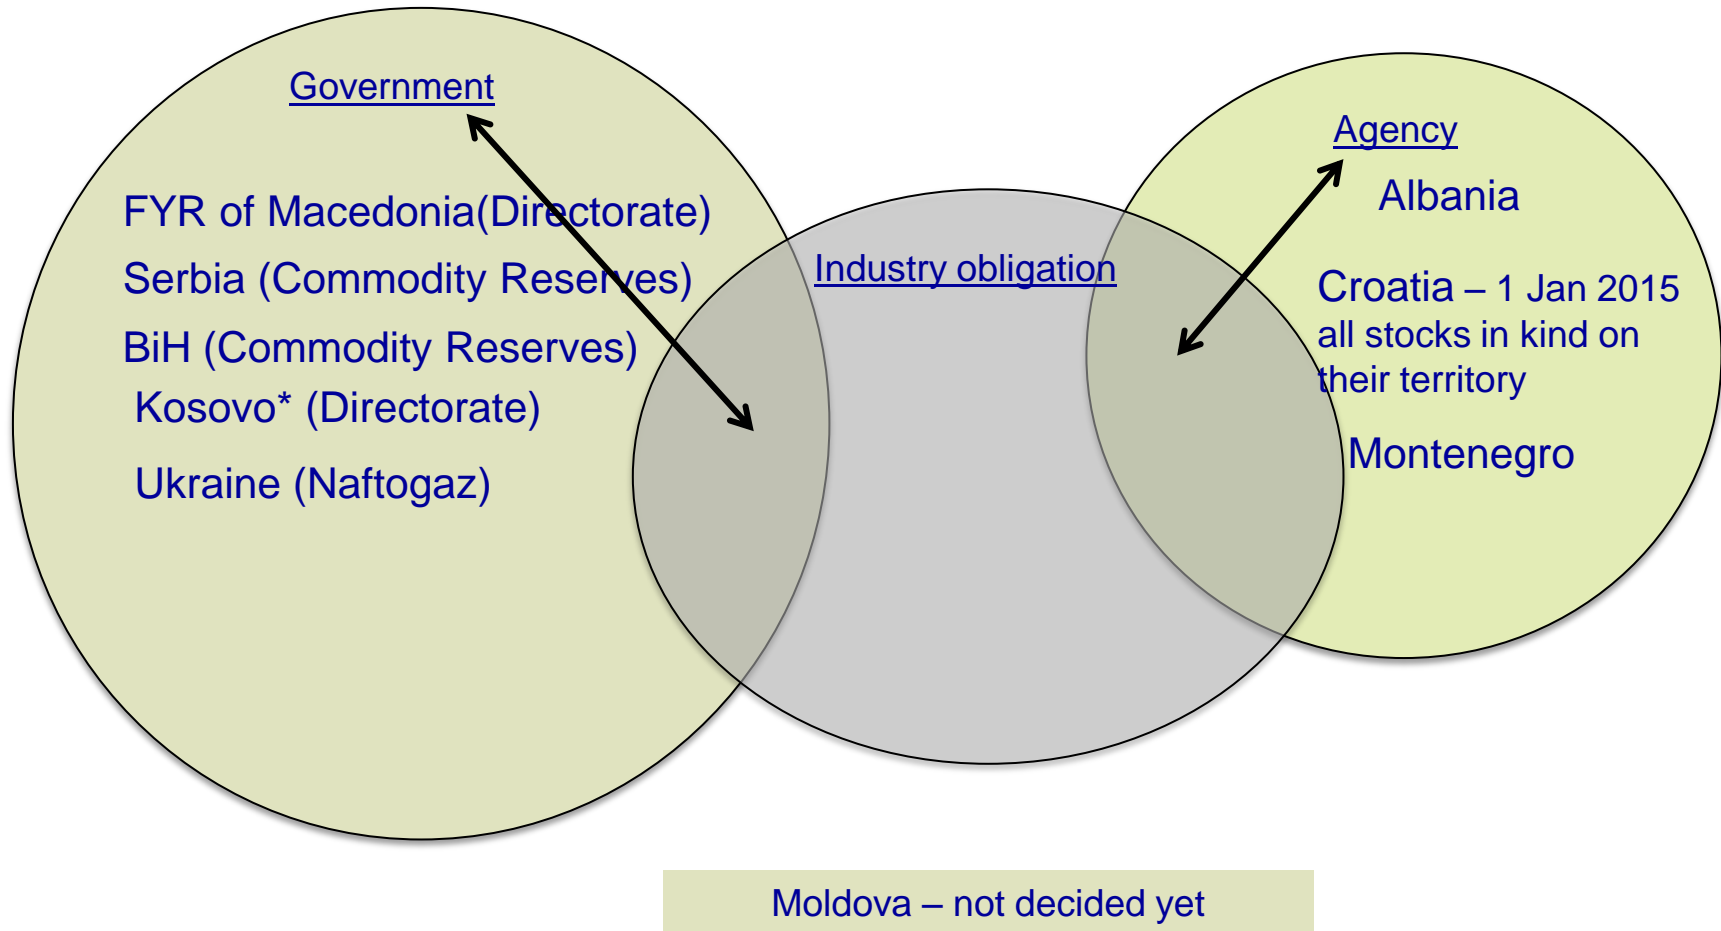 Government
FYR of Macedonia(Directorate)
Serbia (Commodity Reserves)
BiH (Commodity Reserves)
Kosovo* (Directorate)
Ukraine (Naftogaz)
Industry obligation
Agency
Albania
Croatia – 1 Jan 2015
all stocks in kind on
their territory
Montenegro
Moldova – not decided yet